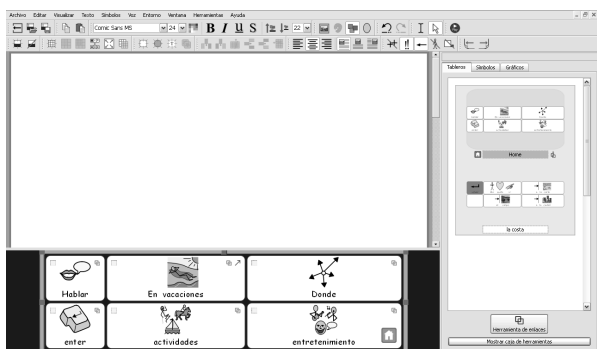 Archivo Editar Visualizar Texto Símbolos Voz Entorno Ventana Herramientas Ayuda
Comic Sans MS 24 B I U S 22
Tableros Símbolos Gráficos
Home
la costa
Hablar En vacaciones Donde
enter actividades entretenimiento
Herramienta de enlaces
Mostrar caja de herramientas